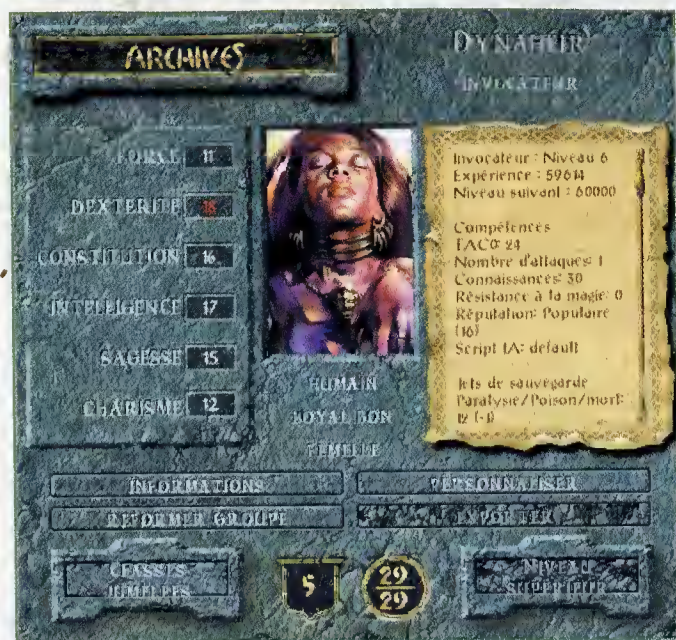 ARCHIVES
DYNAHEIR
INVOCATEUR
FORCE 11
DEXTERITE 18
CONSTITUTION 16
INTELLIGENCE 17
SAGESSE 15
CHARISME 12
HUMAIN
LOYAL BON
FEMELLE
Invocateur : Niveau 6
Expérience : 59614
Niveau suivant : 60000
Compétences
TAC0: 24
Nombre d'attaques: 1
Connaissances: 30
Résistance à la magie: 0
Réputation: Populaire
(16)
Script IA: default
Jets de sauvegarde
Paralysie/Poison/mort:
12 (-1)
INFORMATIONS
PERSONNALISER
REFORMER GROUPE
EXPORTER
CLASSES
JUMELEES
5
29
29
NIVEAU
SUPERIEUR